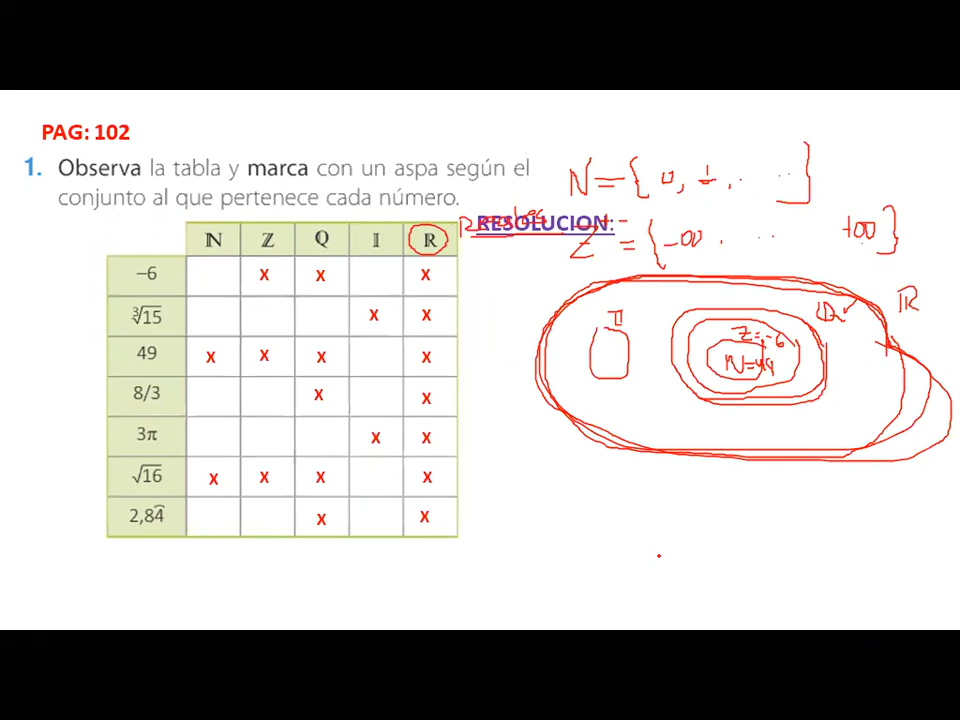 PAG: 102
1. Observa la tabla y marca con un aspa según el
conjunto al que pertenece cada número.
RESOLUCION:
ℕ ℤ ℚ 𝕀 ℝ
−6 X X X
∛15 X X
49 X X X X
8/3 X X
3π X X
√16 X X X X
2,84͡ X X
N = { 0, 1, .. .. }
Z = { -∞ . .. +∞ }
II
Q
R
Z = -6
N=49